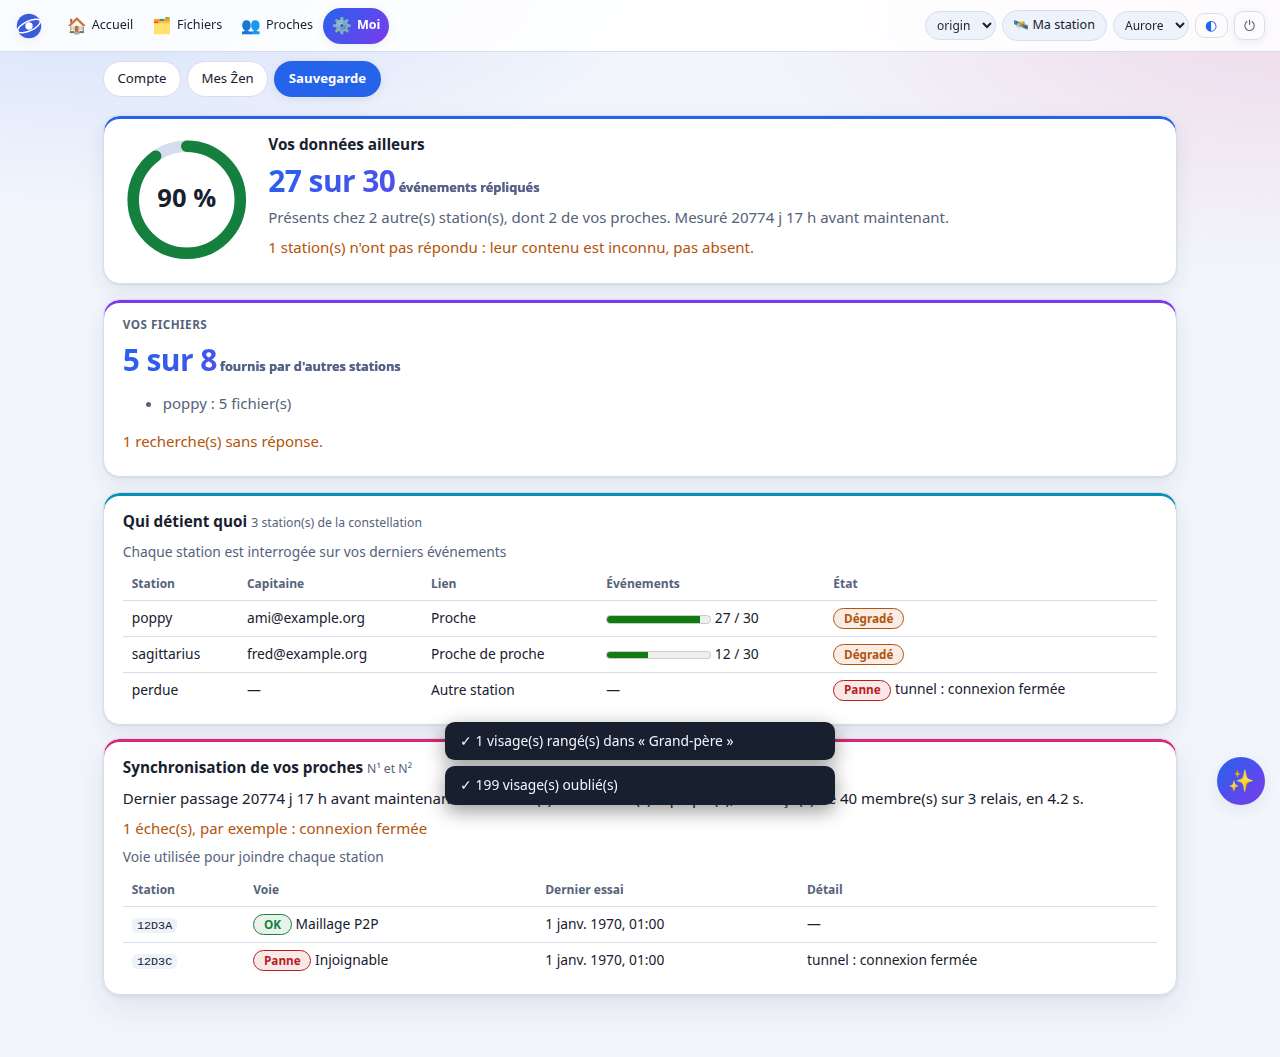 Accueil Fichiers Proches Moi origin Ma station Aurore
Compte Mes Ẑen Sauvegarde
Vos données ailleurs
90 %
27 sur 30 événements répliqués
Présents chez 2 autre(s) station(s), dont 2 de vos proches. Mesuré 20774 j 17 h avant maintenant.
1 station(s) n'ont pas répondu : leur contenu est inconnu, pas absent.
VOS FICHIERS
5 sur 8 fournis par d'autres stations
• poppy : 5 fichier(s)
1 recherche(s) sans réponse.
Qui détient quoi 3 station(s) de la constellation
Chaque station est interrogée sur vos derniers événements
Station Capitaine Lien Événements État
poppy ami@example.org Proche 27 / 30 Dégradé
sagittarius fred@example.org Proche de proche 12 / 30 Dégradé
perdue — Autre station — Panne tunnel : connexion fermée
✓ 1 visage(s) rangé(s) dans « Grand-père »
Synchronisation de vos proches N¹ et N²
✓ 199 visage(s) oublié(s)
Dernier passage 20774 j 17 h avant 40 membre(s) sur 3 relais, en 4.2 s.
1 échec(s), par exemple : connexion fermée
Voie utilisée pour joindre chaque station
Station Voie Dernier essai Détail
12D3A OK Maillage P2P 1 janv. 1970, 01:00 —
12D3C Panne Injoignable 1 janv. 1970, 01:00 tunnel : connexion fermée